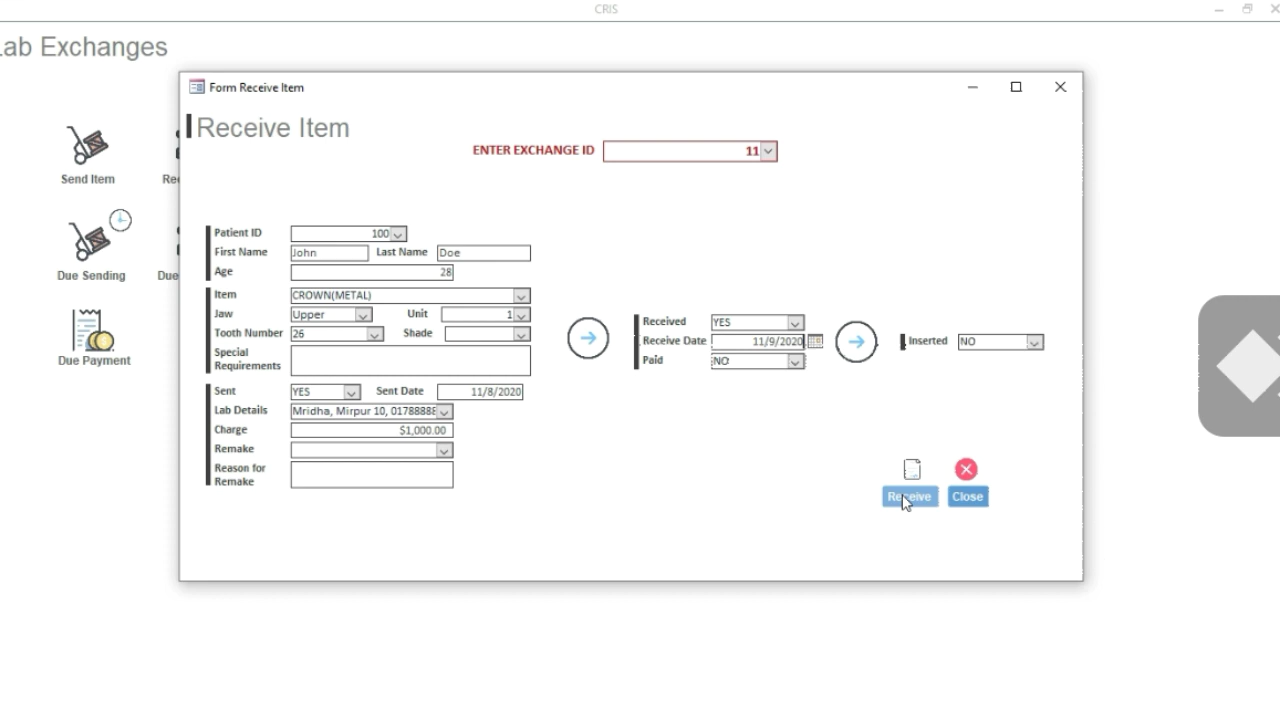 CRIS
Lab Exchanges
Form Receive Item
Receive Item
ENTER EXCHANGE ID 11
Send Item
Due Sending
Due
Due Payment
Patient ID 100
First Name John Last Name Doe
Age 28
Item CROWN(METAL)
Jaw Upper Unit 1
Tooth Number 26 Shade
Special
Requirements
Sent YES Sent Date 11/8/2020
Lab Details Mridha, Mirpur 10, 0178888
Charge $1,000.00
Remake
Reason for
Remake
Received YES
Receive Date 11/9/2020
Paid NO
Inserted NO
Receive Close